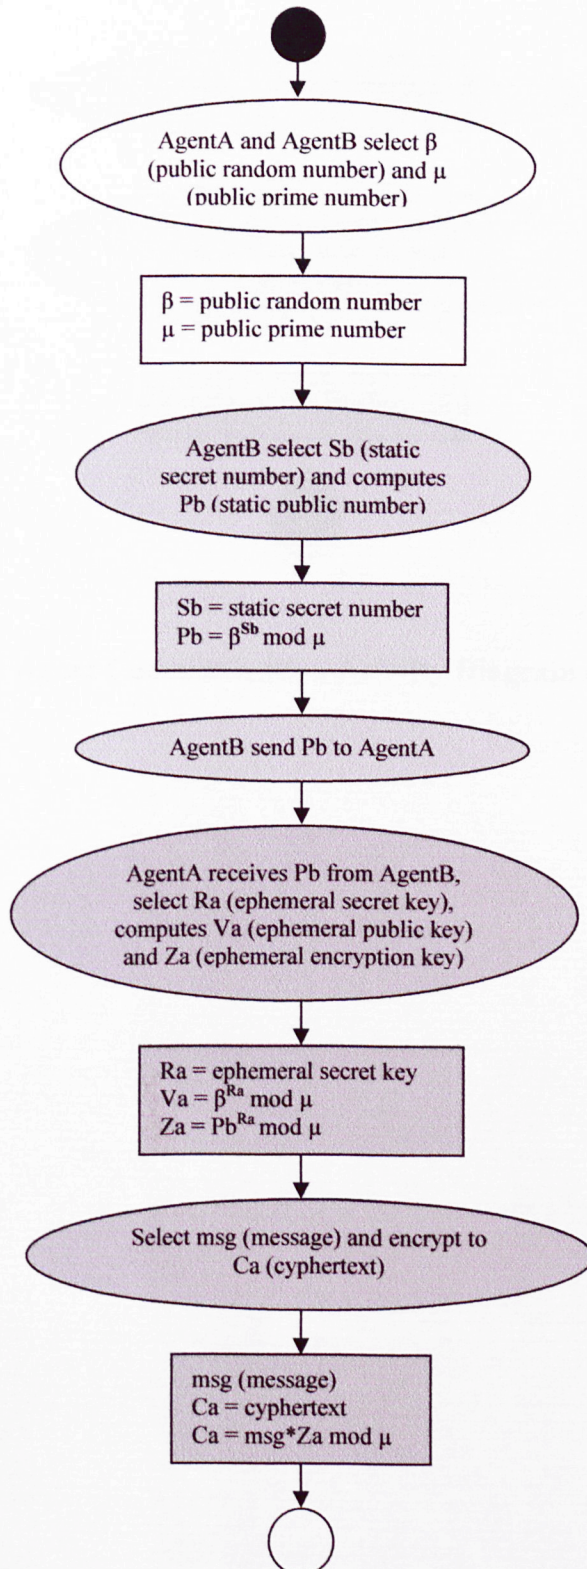 AgentA and AgentB select β
(public random number) and μ
(public prime number)
β = public random number
μ = public prime number
AgentB select Sb (static
secret number) and computes
Pb (static public number)
Sb = static secret number
Pb = β^Sb mod μ
AgentB send Pb to AgentA
AgentA receives Pb from AgentB,
select Ra (ephemeral secret key),
computes Va (ephemeral public key)
and Za (ephemeral encryption key)
Ra = ephemeral secret key
Va = β^Ra mod μ
Za = Pb^Ra mod μ
Select msg (message) and encrypt to
Ca (cyphertext)
msg (message)
Ca = cyphertext
Ca = msg*Za mod μ